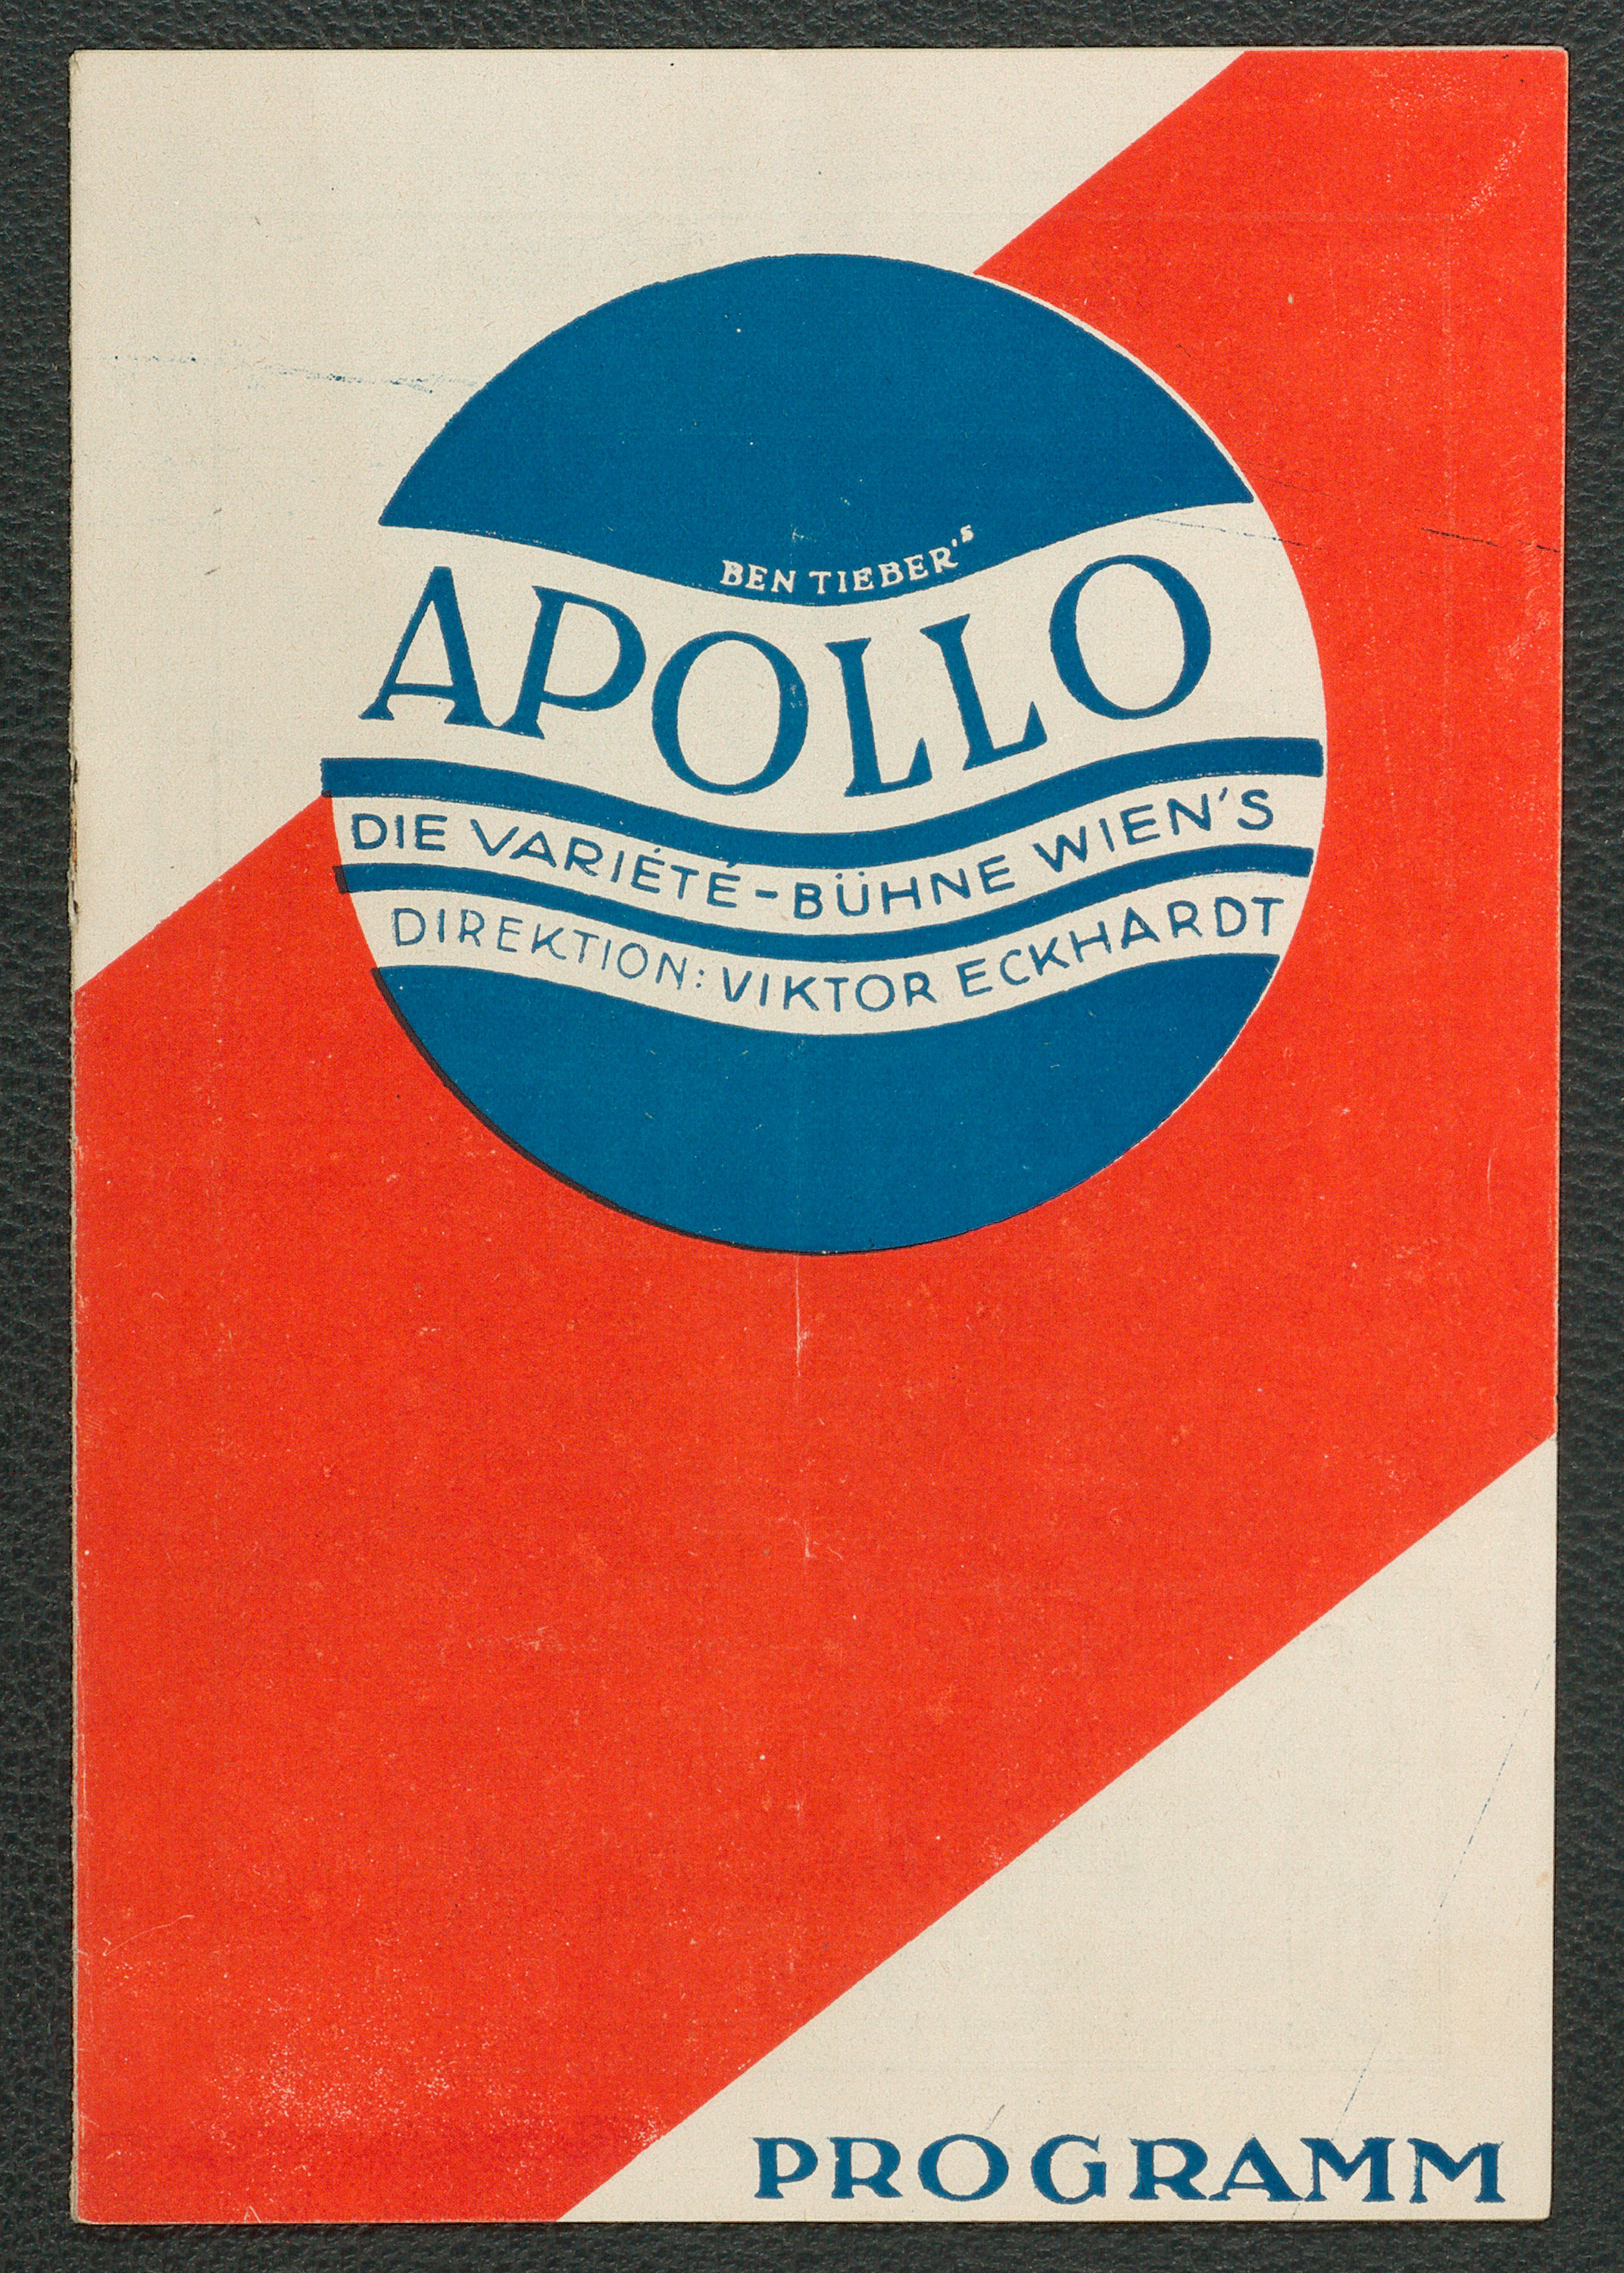 BEN TIEBER'S
APOLLO
DIE VARIÉTÉ-BÜHNE WIEN'S
DIREKTION: VIKTOR ECKHARDT
PROGRAMM